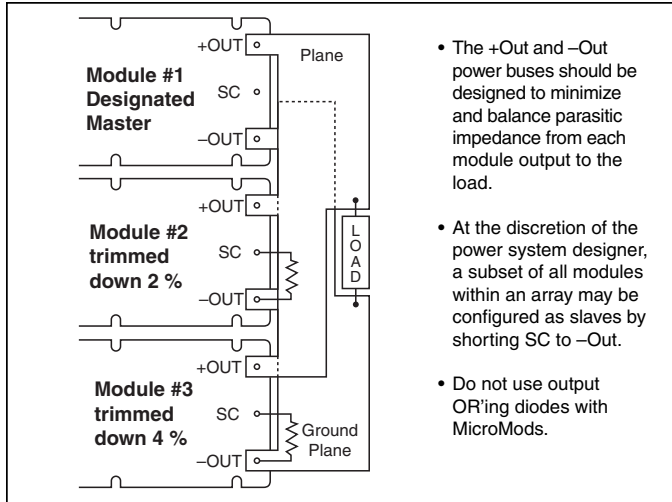 +OUT
Plane
Module #1
Designated
Master
SC
–OUT
+OUT
Module #2
trimmed
down 2 %
SC
–OUT
LOAD
+OUT
Module #3
trimmed
down 4 %
SC
Ground
Plane
–OUT
• The +Out and –Out
power buses should be
designed to minimize
and balance parasitic
impedance from each
module output to the
load.
• At the discretion of the
power system designer,
a subset of all modules
within an array may be
configured as slaves by
shorting SC to –Out.
• Do not use output
OR'ing diodes with
MicroMods.